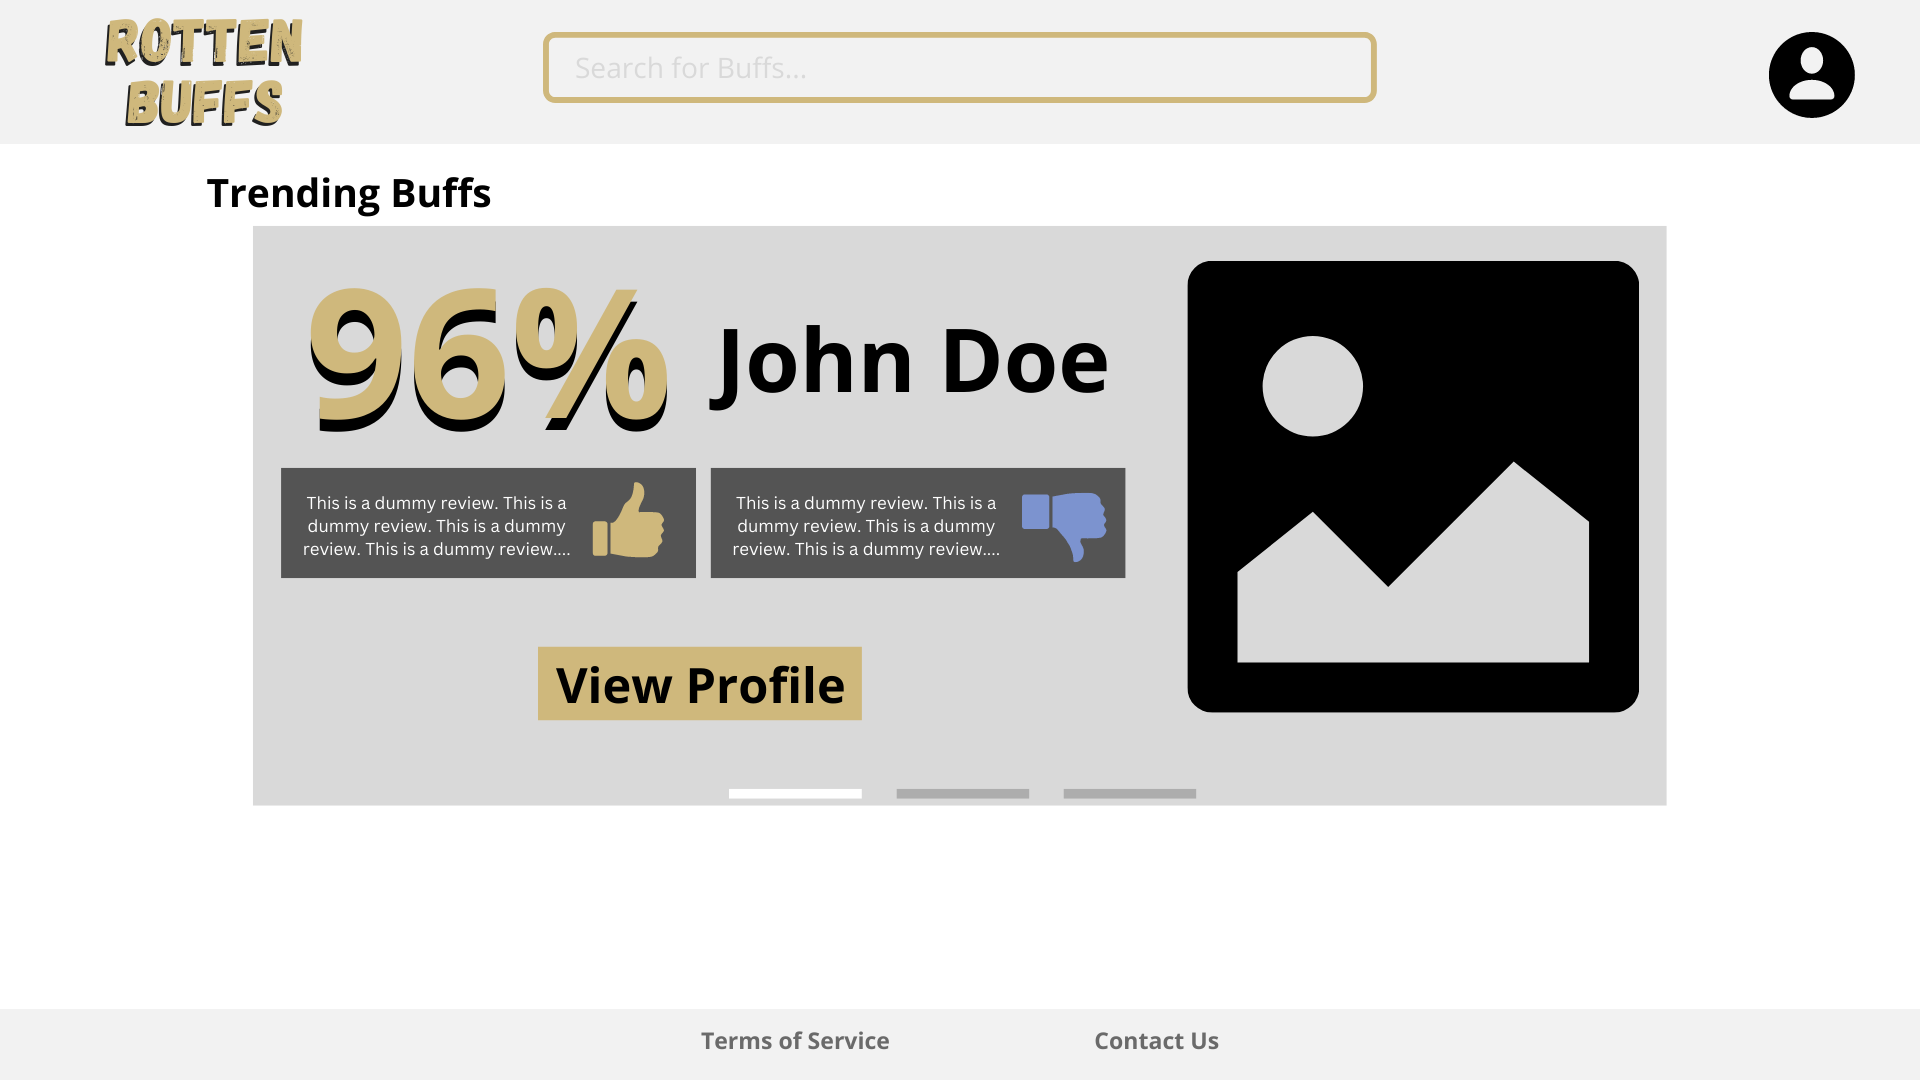 ROTTEN
BUFFS
Search for Buffs...
Trending Buffs
96%
John Doe
This is a dummy review. This is a
dummy review. This is a dummy
review. This is a dummy review....
This is a dummy review. This is a
dummy review. This is a dummy
review. This is a dummy review....
View Profile
Terms of Service
Contact Us